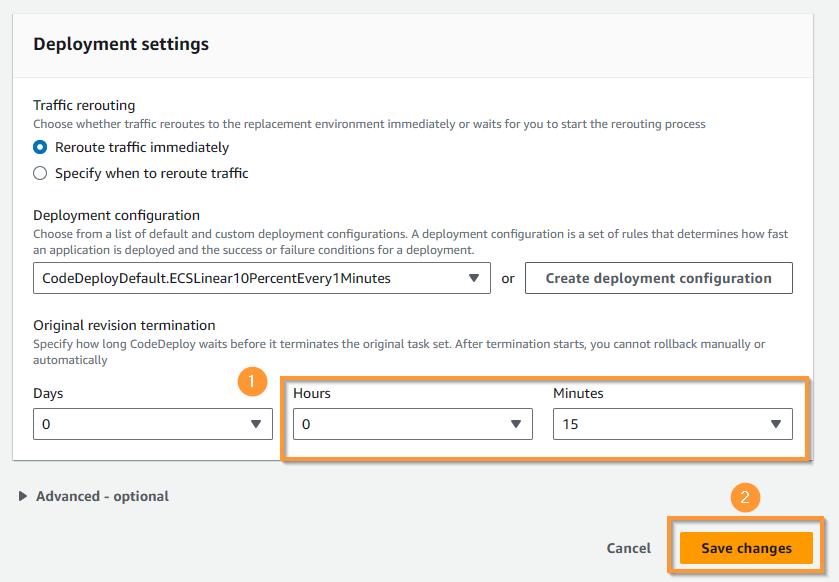 Deployment settings
Traffic rerouting
Choose whether traffic reroutes to the replacement environment immediately or waits for you to start the rerouting process
Reroute traffic immediately
Specify when to reroute traffic
Deployment configuration
Choose from a list of default and custom deployment configurations. A deployment configuration is a set of rules that determines how fast
an application is deployed and the success or failure conditions for a deployment.
CodeDeployDefault.ECSLinear10PercentEvery1Minutes or Create deployment configuration
Original revision termination
Specify how long CodeDeploy waits before it terminates the original task set. After termination starts, you cannot rollback manually or
automatically
1
Days Hours Minutes
0 0 15
Advanced - optional
2
Cancel Save changes